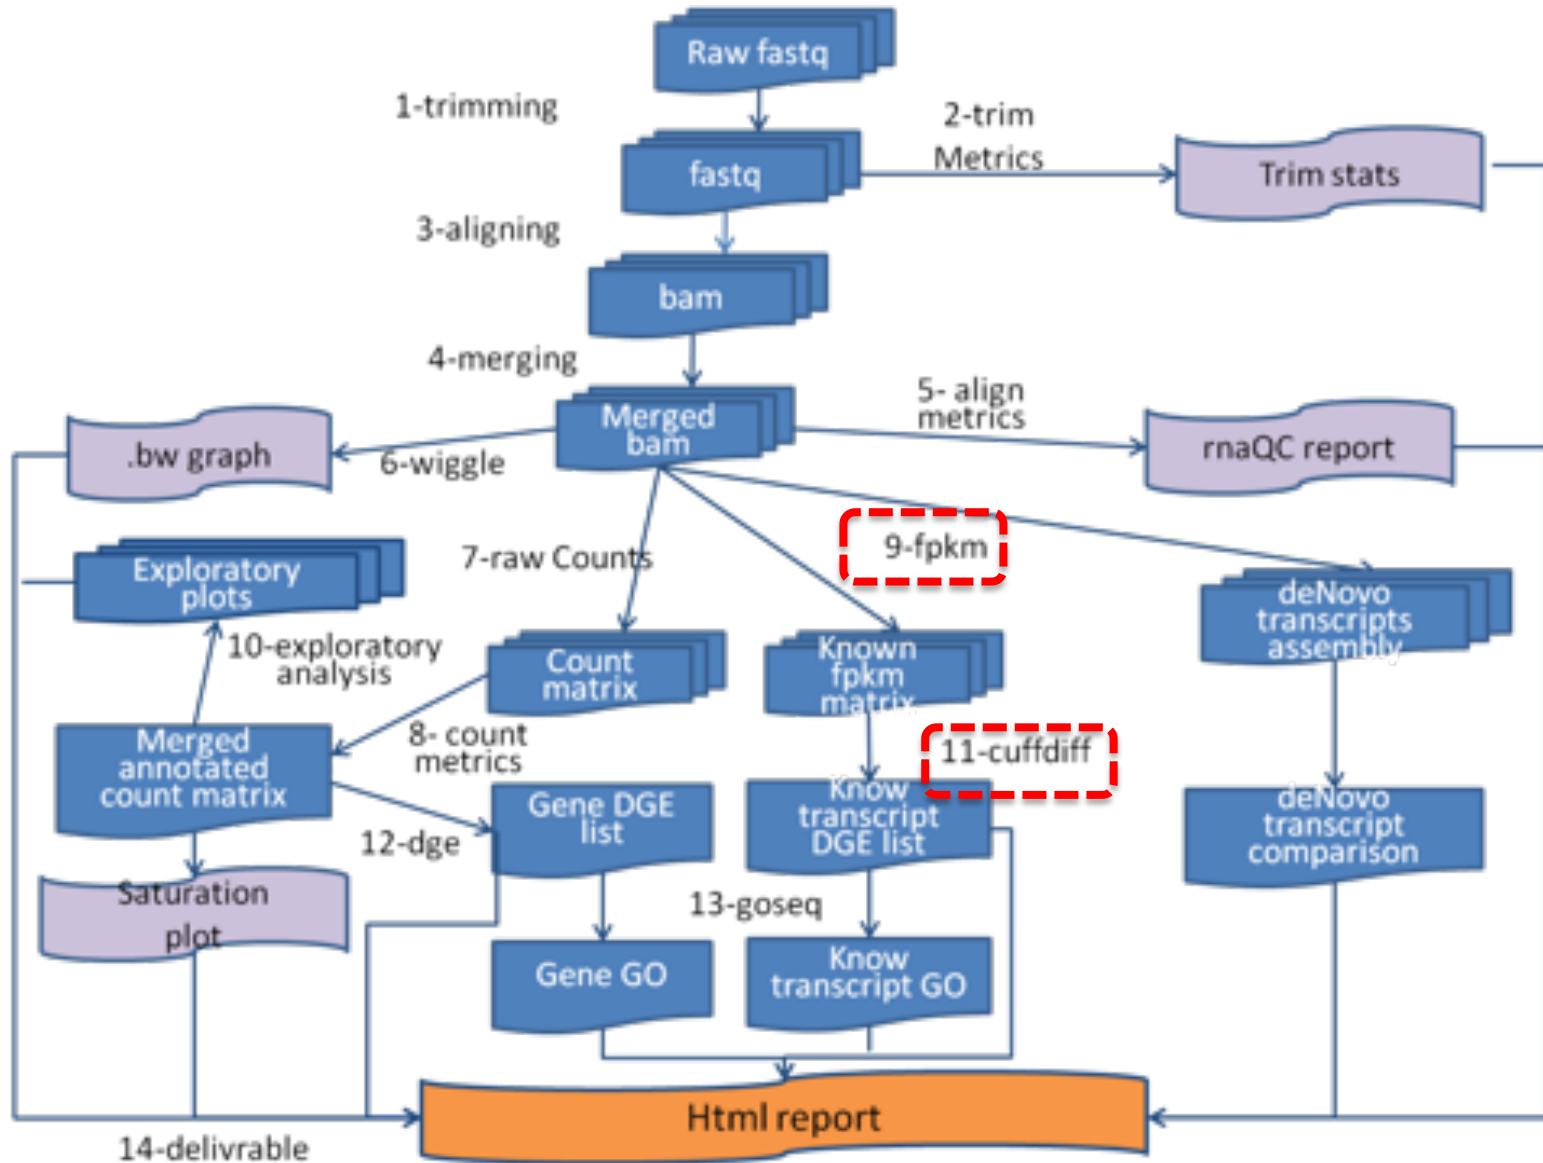 Raw fastq
1-trimming
2-trim
Metrics
fastq
Trim stats
3-aligning
bam
4-merging
5- align
metrics
Merged
bam
.bw graph
6-wiggle
rnaQC report
7-raw Counts
9-fpkm
Exploratory
plots
deNovo
transcripts
assembly
10-exploratory
analysis
Count
matrix
Known
fpkm
matrix
Merged
annotated
count matrix
8- count
metrics
11-cuffdiff
Gene DGE
list
Know
transcript
DGE list
deNovo
transcript
comparison
12-dge
Saturation
plot
13-goseq
Gene GO
Know
transcript GO
Html report
14-delivrable